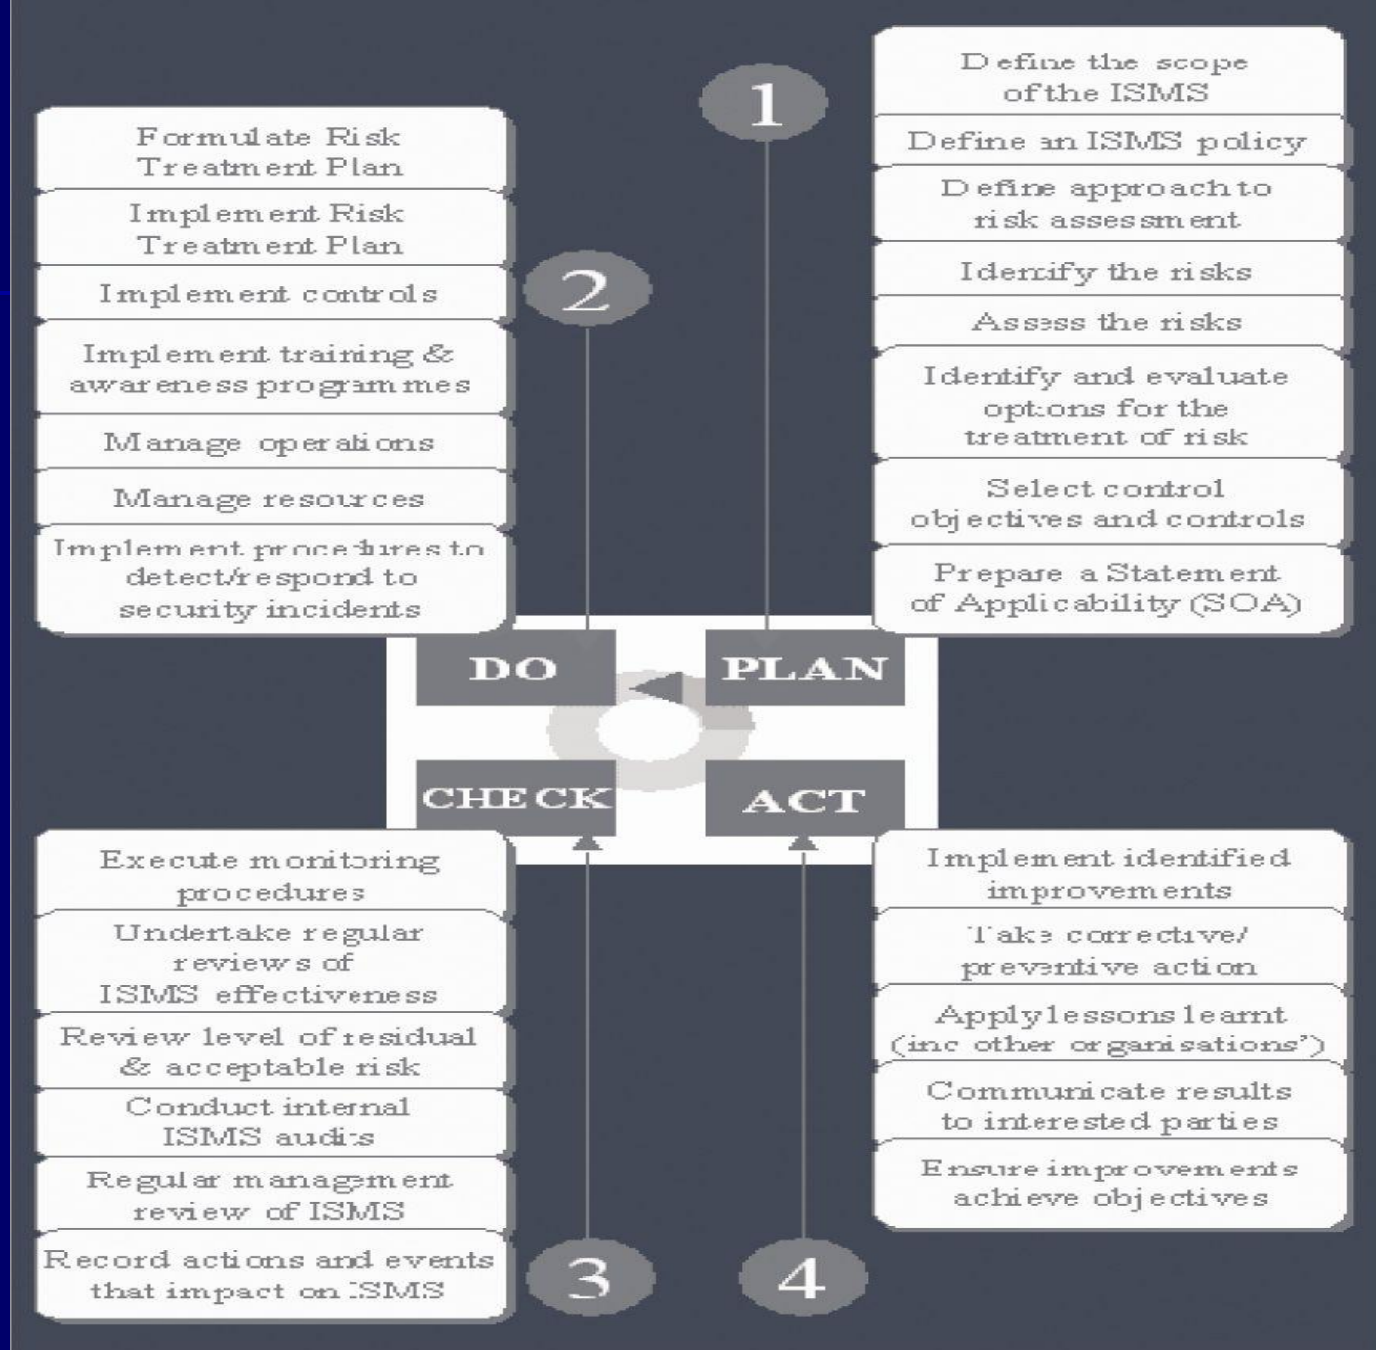 1
Define the scope
of the ISMS
Define an ISMS policy
Define approach to
risk assessment
Identify the risks
Assess the risks
Identify and evaluate
options for the
treatment of risk
Select control
objectives and controls
Prepare a Statement
of Applicability (SOA)
Formulate Risk
Treatment Plan
Implement Risk
Treatment Plan
Implement controls
Implement training &
awareness programmes
Manage operations
Manage resources
Implement procedures to
detect/respond to
security incidents
2
DO
PLAN
CHECK
ACT
Execute monitoring
procedures
Undertake regular
reviews of
ISMS effectiveness
Review level of residual
& acceptable risk
Conduct internal
ISMS audits
Regular management
review of ISMS
Record actions and events
that impact on ISMS
3
Implement identified
improvements
Take corrective/
preventive action
Apply lessons learnt
(inc other organisations')
Communicate results
to interested parties
Ensure improvements
achieve objectives
4